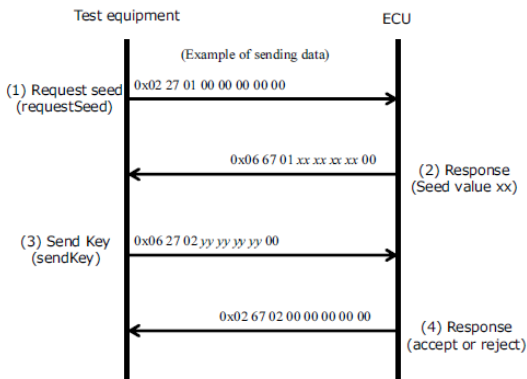 Test equipment
ECU
(Example of sending data)
(1) Request seed
(requestSeed)
0x02 27 01 00 00 00 00 00
0x06 67 01 xx xx xx xx 00
(2) Response
(Seed value xx)
(3) Send Key
(sendKey)
0x06 27 02 yy yy yy yy 00
0x02 67 02 00 00 00 00 00
(4) Response
(accept or reject)